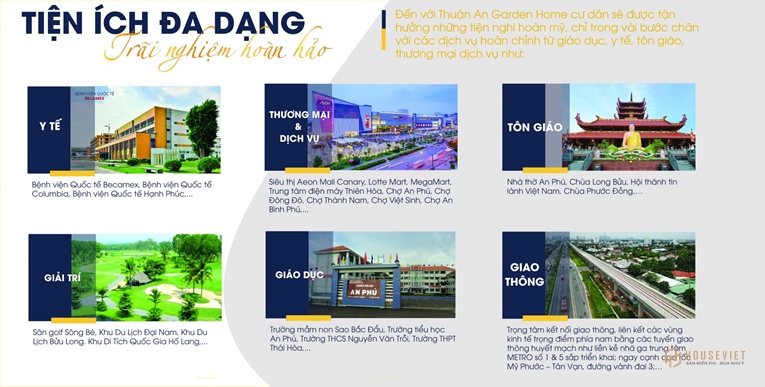 TIỆN ÍCH ĐA DẠNG
Trải nghiệm hoàn hảo
Đến với Thuận An Garden Home cư dân sẽ được tận
hưởng những tiện nghi hoàn mỹ, chỉ trong vài bước chân
với các dịch vụ hoàn chỉnh từ giáo dục, y tế, tôn giáo,
thương mại dịch vụ như:
Y TẾ
BỆNH VIỆN QUỐC TẾ
BECAMEX
Bệnh viện Quốc tế Becamex, Bệnh viện Quốc tế
Columbia, Bệnh viện Quốc tế Hạnh Phúc,...
THƯƠNG MẠI
&
DỊCH VỤ
Siêu thị Aeon Mall Canary, Lotte Mart, MegaMart,
Trung tâm điện máy Thiên Hòa, Chợ An Phú, Chợ
Đông Đô, Chợ Thành Nam, Chợ Việt Sinh, Chợ An
Bình Phú,...
TÔN GIÁO
Nhà thờ An Phú, Chùa Long Bửu, Hội thánh tin
lành Việt Nam, Chùa Phước Đồng,...
GIẢI TRÍ
Sân golf Sông Bé, Khu Du Lịch Đại Nam, Khu Du
Lịch Bửu Long. Khu Di Tích Quốc Gia Hố Lang,...
GIÁO DỤC
AN PHÚ
Trường mầm non Sao Bắc Đẩu, Trường tiểu học
An Phú, Trường THCS Nguyễn Văn Trỗi, Trường THPT
Thái Hòa,...
GIAO
THÔNG
Trọng tâm kết nối giao thông, liên kết các vùng
kinh tế trọng điểm phía nam bằng các tuyến giao
thông huyết mạch như liền kề nhà ga trung tâm
METRO số 1 & 5 sắp triển khai; ngay cạnh cao tốc
Mỹ Phước - Tân Vạn, đường vành đai 3;...
HOUSEVIET
BÁN MIỄN PHÍ - MUA NHƯ Ý